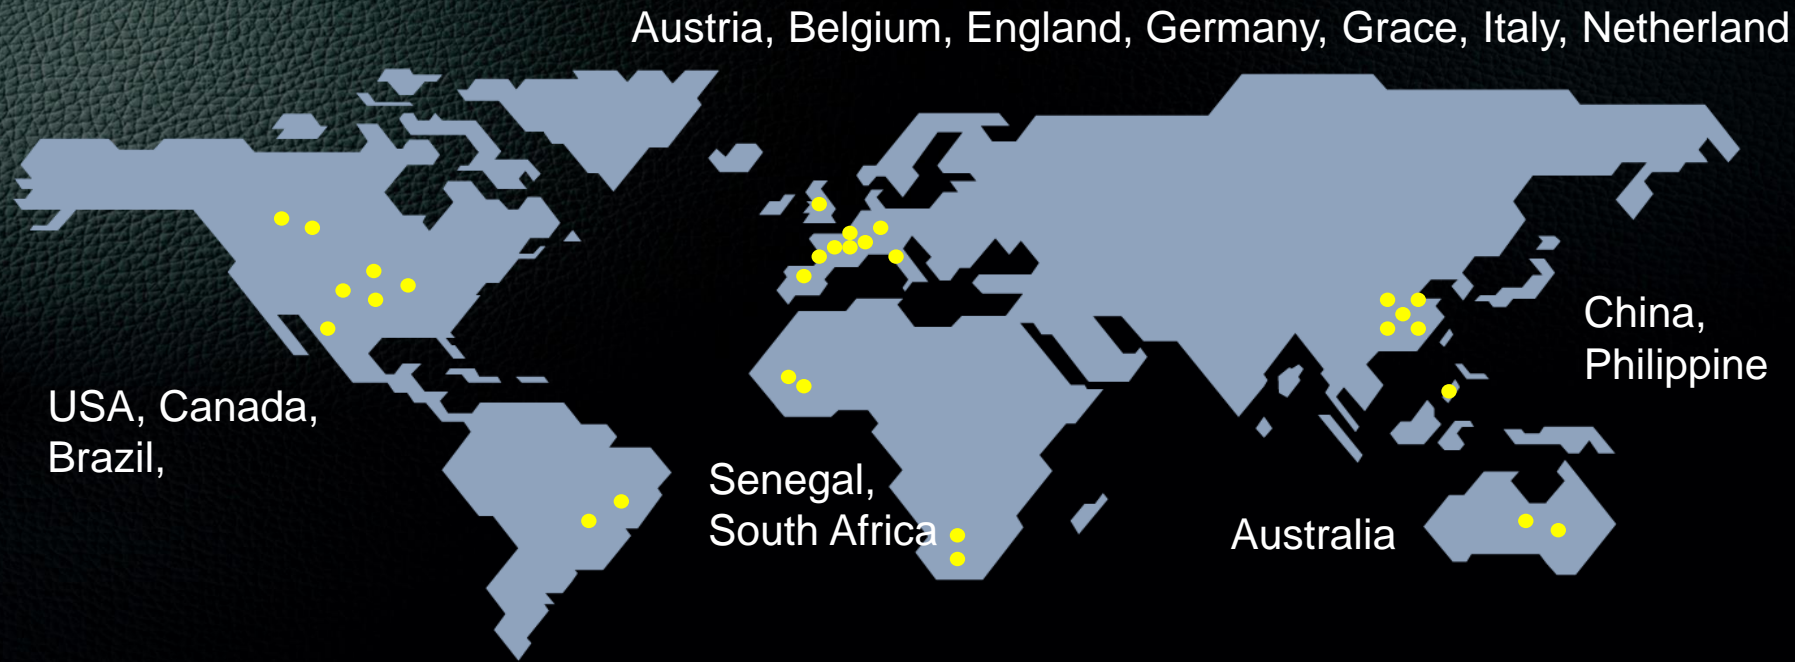 Austria, Belgium, England, Germany, Grace, Italy, Netherland
China,
Philippine
USA, Canada,
Brazil,
Senegal,
South Africa
Australia